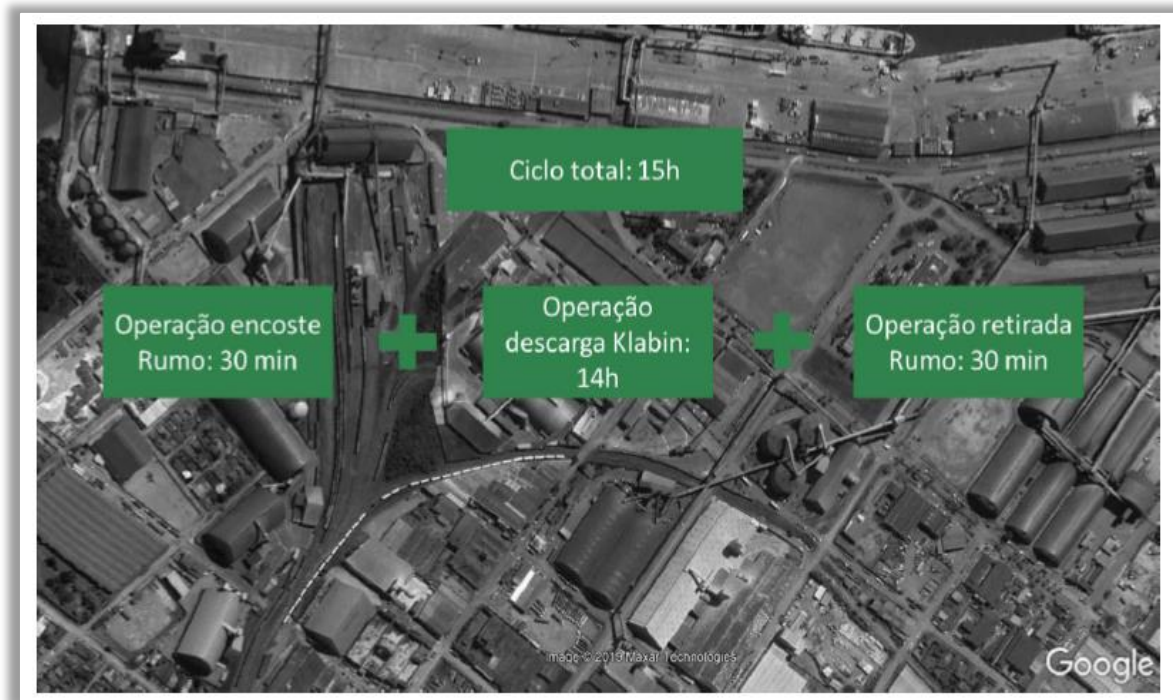 Ciclo total: 15h
Operação encoste
Rumo: 30 min
Operação
descarga Klabin:
14h
Operação retirada
Rumo: 30 min
Image © 2019 Maxar Technologies
Google